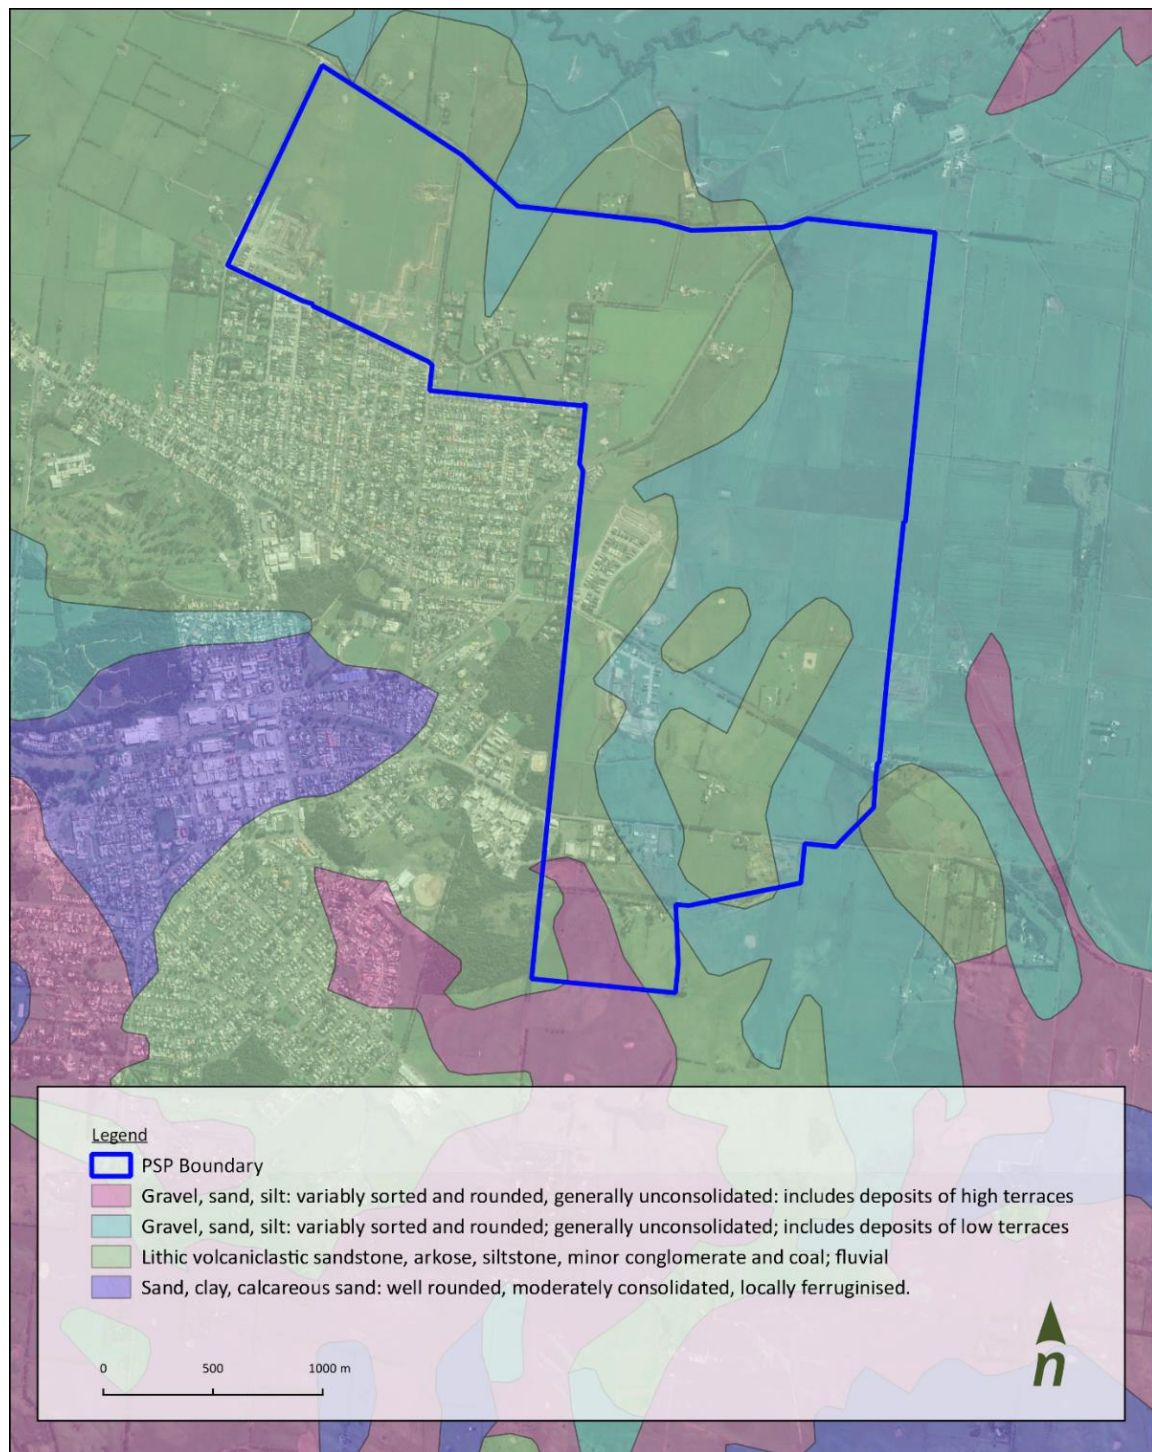 Legend
PSP Boundary
Gravel, sand, silt: variably sorted and rounded, generally unconsolidated: includes deposits of high terraces
Gravel, sand, silt: variably sorted and rounded; generally unconsolidated; includes deposits of low terraces
Lithic volcaniclastic sandstone, arkose, siltstone, minor conglomerate and coal; fluvial
Sand, clay, calcareous sand: well rounded, moderately consolidated, locally ferruginised.
0 500 1000 m
n